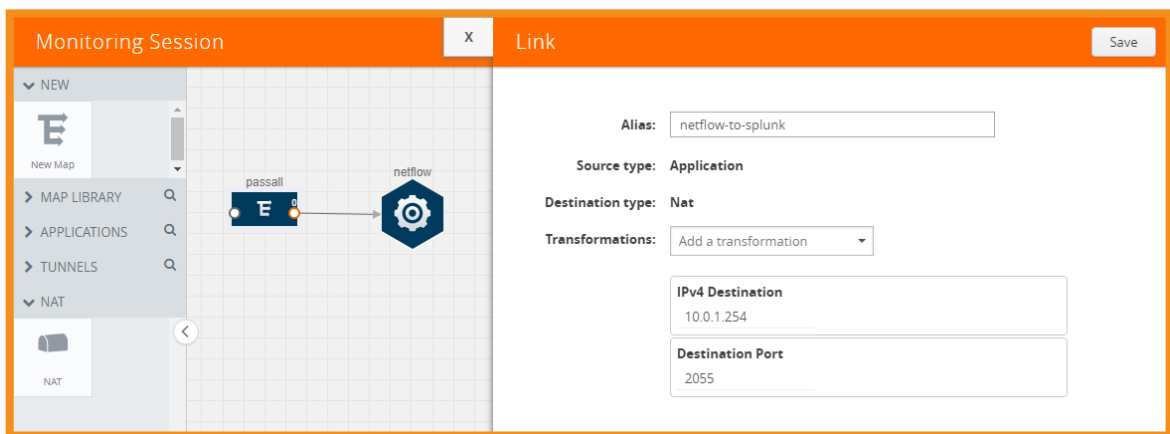 Monitoring Session
X
Link
Save
NEW
New Map
MAP LIBRARY
APPLICATIONS
TUNNELS
NAT
NAT
passall
0
netflow
Alias: netflow-to-splunk
Source type: Application
Destination type: Nat
Transformations: Add a transformation
IPv4 Destination
10.0.1.254
Destination Port
2055